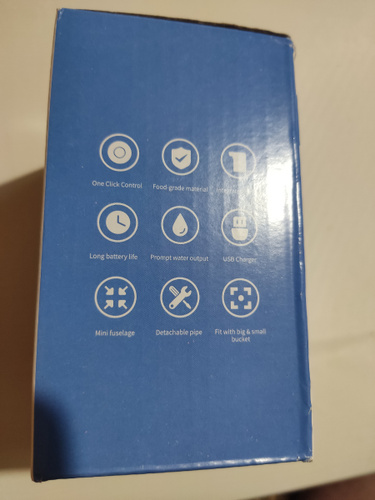 One Click Control
Food grade material
Long battery life
Prompt water output
USB Charger
Mini fuselage
Detachable pipe
Fit with big & small
bucket